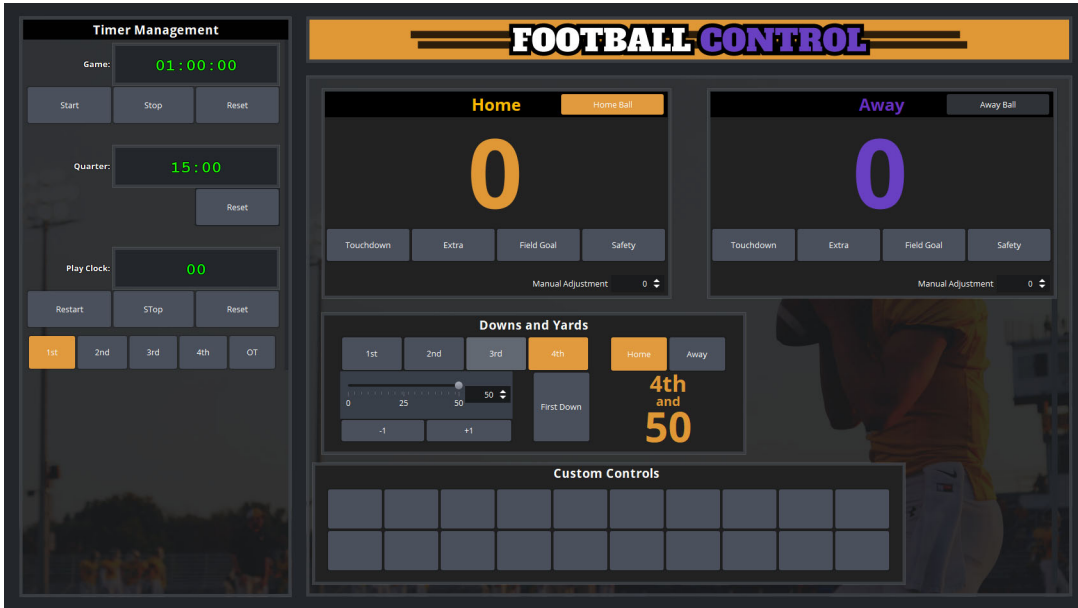 Timer Management
Game: 01:00:00
Start Stop Reset
Quarter: 15:00
Reset
Play Clock: 00
Restart STop Reset
1st 2nd 3rd 4th OT
FOOTBALL CONTROL
Home Home Ball
0
Touchdown Extra Field Goal Safety
Manual Adjustment 0
Away Away Ball
0
Touchdown Extra Field Goal Safety
Manual Adjustment 0
Downs and Yards
1st 2nd 3rd 4th Home Away
0 25 50 50
-1 +1
First Down
4th
and
50
Custom Controls